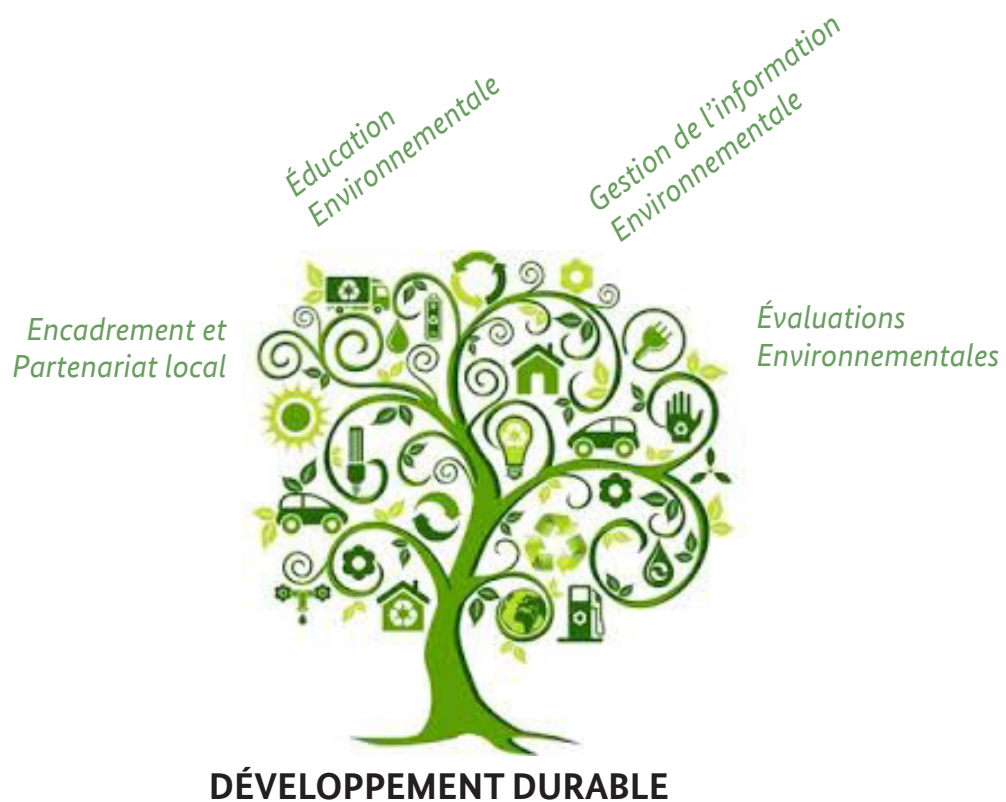 Éducation
Environnementale
Gestion de l'information
Environnementale
Encadrement et
Partenariat local
Évaluations
Environnementales
DÉVELOPPEMENT DURABLE